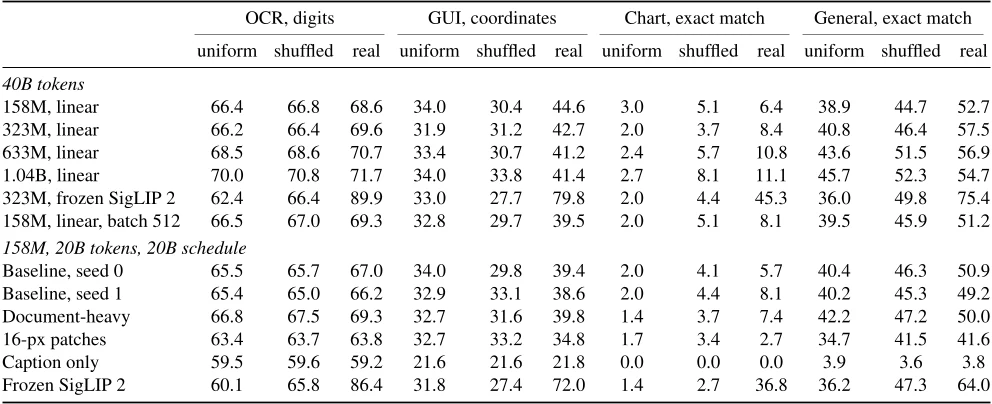 OCR, digits GUI, coordinates Chart, exact match General, exact match
uniform shuffled real uniform shuffled real uniform shuffled real uniform shuffled real
40B tokens
158M, linear 66.4 66.8 68.6 34.0 30.4 44.6 3.0 5.1 6.4 38.9 44.7 52.7
323M, linear 66.2 66.4 69.6 31.9 31.2 42.7 2.0 3.7 8.4 40.8 46.4 57.5
633M, linear 68.5 68.6 70.7 33.4 30.7 41.2 2.4 5.7 10.8 43.6 51.5 56.9
1.04B, linear 70.0 70.8 71.7 34.0 33.8 41.4 2.7 8.1 11.1 45.7 52.3 54.7
323M, frozen SigLIP 2 62.4 66.4 89.9 33.0 27.7 79.8 2.0 4.4 45.3 36.0 49.8 75.4
158M, linear, batch 512 66.5 67.0 69.3 32.8 29.7 39.5 2.0 5.1 8.1 39.5 45.9 51.2
158M, 20B tokens, 20B schedule
Baseline, seed 0 65.5 65.7 67.0 34.0 29.8 39.4 2.0 4.1 5.7 40.4 46.3 50.9
Baseline, seed 1 65.4 65.0 66.2 32.9 33.1 38.6 2.0 4.4 8.1 40.2 45.3 49.2
Document-heavy 66.8 67.5 69.3 32.7 31.6 39.8 1.4 3.7 7.4 42.2 47.2 50.0
16-px patches 63.4 63.7 63.8 32.7 33.2 34.8 1.7 3.4 2.7 34.7 41.5 41.6
Caption only 59.5 59.6 59.2 21.6 21.6 21.8 0.0 0.0 0.0 3.9 3.6 3.8
Frozen SigLIP 2 60.1 65.8 86.4 31.8 27.4 72.0 1.4 2.7 36.8 36.2 47.3 64.0